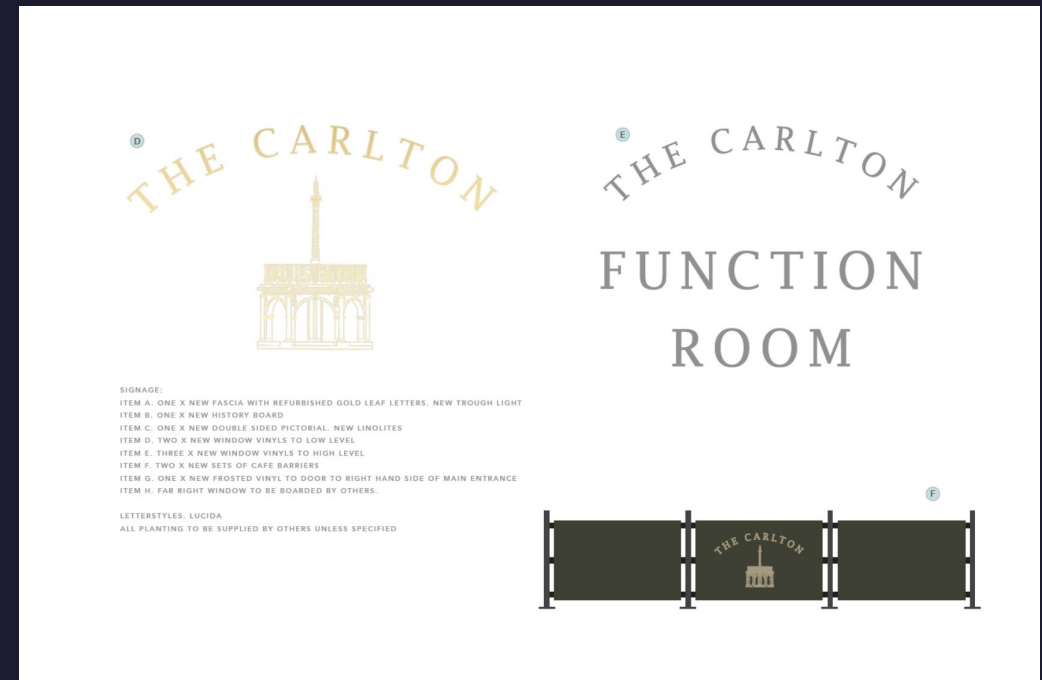 D
THE CARLTON
E
THE CARLTON
FUNCTION
ROOM
SIGNAGE:
ITEM A. ONE X NEW FASCIA WITH REFURBISHED GOLD LEAF LETTERS. NEW TROUGH LIGHT
ITEM B. ONE X NEW HISTORY BOARD
ITEM C. ONE X NEW DOUBLE SIDED PICTORIAL. NEW LINOLITES
ITEM D. TWO X NEW WINDOW VINYLS TO LOW LEVEL
ITEM E. THREE X NEW WINDOW VINYLS TO HIGH LEVEL
ITEM F. TWO X NEW SETS OF CAFE BARRIERS
ITEM G. ONE X NEW FROSTED VINYL TO DOOR TO RIGHT HAND SIDE OF MAIN ENTRANCE
ITEM H. FAR RIGHT WINDOW TO BE BOARDED BY OTHERS.
LETTERSTYLES. LUCIDA
ALL PLANTING TO BE SUPPLIED BY OTHERS UNLESS SPECIFIED
F
THE CARLTON